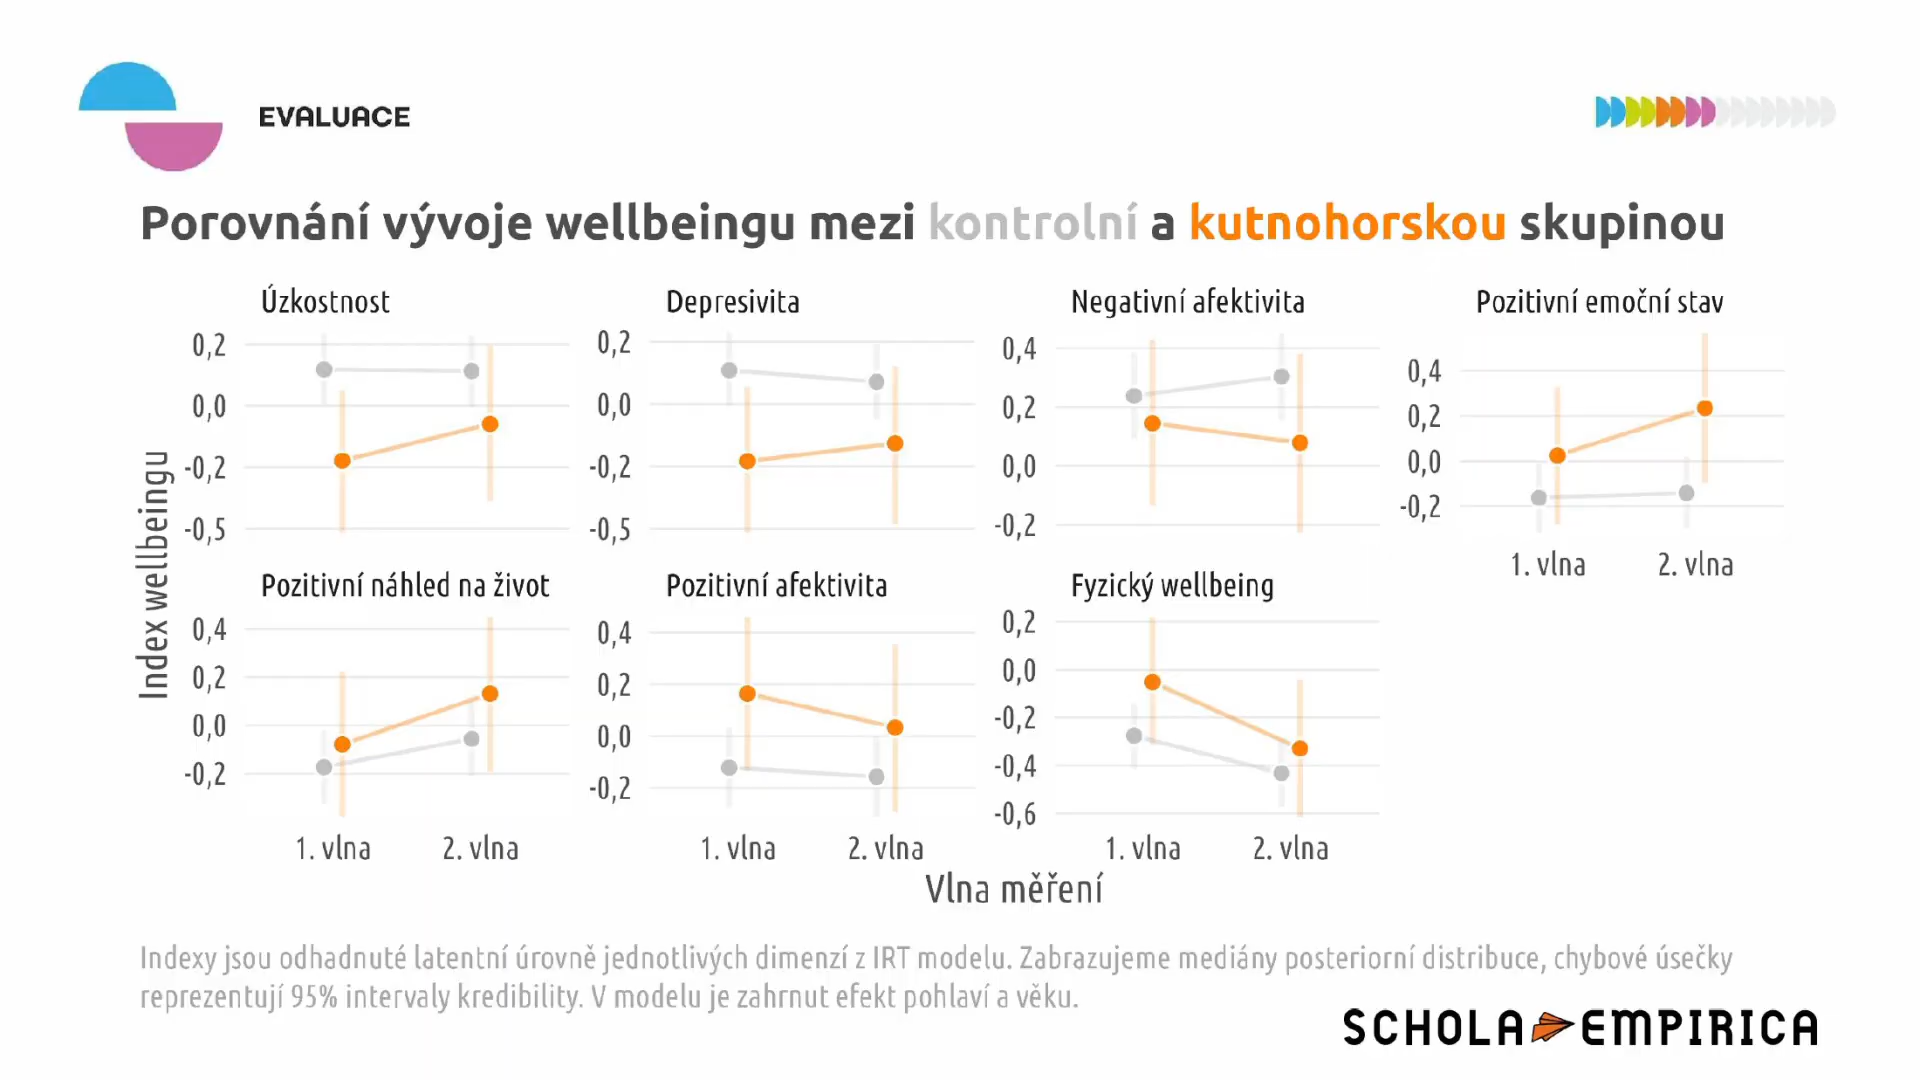 EVALUACE
Porovnání vývoje wellbeingu mezi kontrolní a kutnohorskou skupinou
Index wellbeingu
Úzkostnost
0,2
0,0
-0,2
-0,5
Depresivita
0,2
0,0
-0,2
-0,5
Negativní afektivita
0,4
0,2
0,0
-0,2
Pozitivní emoční stav
0,4
0,2
0,0
-0,2
1. vlna 2. vlna
Pozitivní náhled na život
0,4
0,2
0,0
-0,2
1. vlna 2. vlna
Pozitivní afektivita
0,4
0,2
0,0
-0,2
1. vlna 2. vlna
Fyzický wellbeing
0,2
0,0
-0,2
-0,4
-0,6
1. vlna 2. vlna
Vlna měření
Indexy jsou odhadnuté latentní úrovně jednotlivých dimenzí z IRT modelu. Zabrazujeme mediány posteriorní distribuce, chybové úsečky
reprezentují 95% intervaly kredibility. V modelu je zahrnut efekt pohlaví a věku.
SCHOLA EMPIRICA